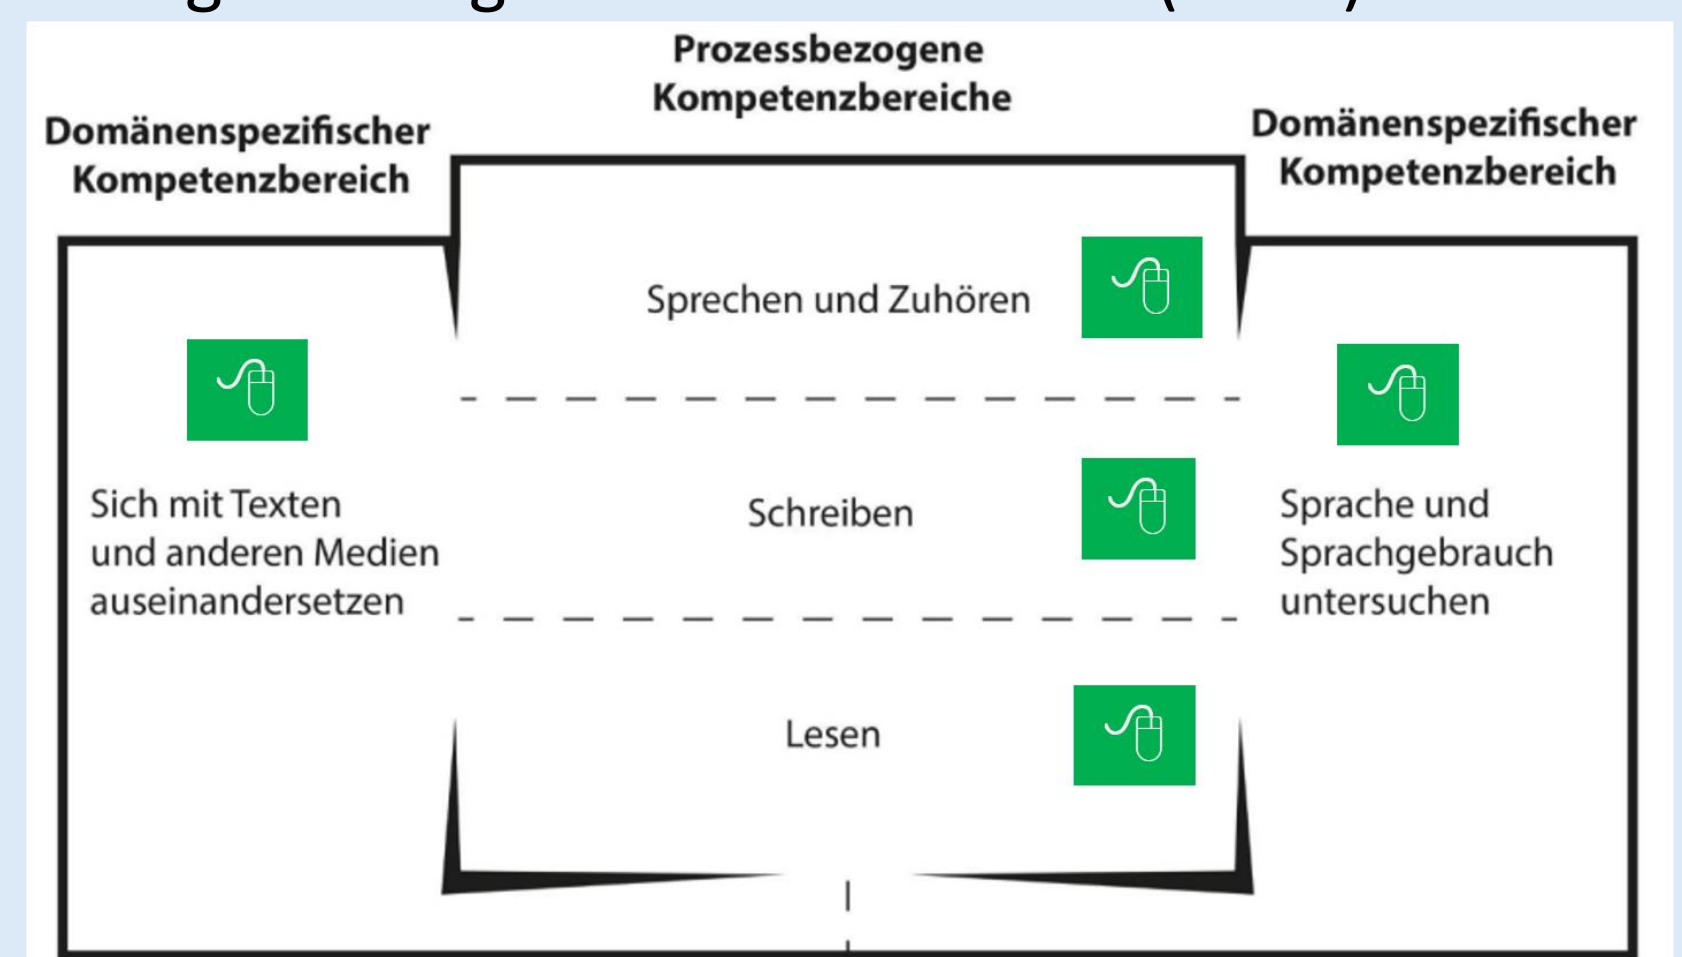 Prozessbezogene
Kompetenzbereiche
Domänenspezifischer
Kompetenzbereich
Domänenspezifischer
Kompetenzbereich
Sprechen und Zuhören
Schreiben
Lesen
Sich mit Texten
und anderen Medien
auseinandersetzen
Sprache und
Sprachgebrauch
untersuchen